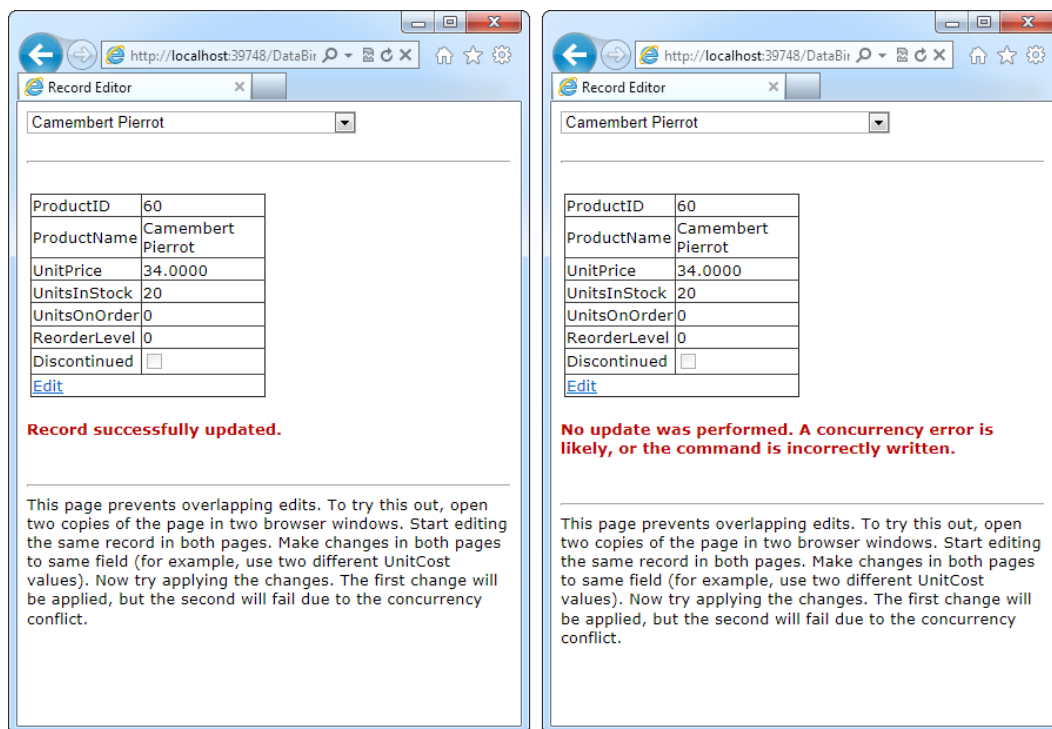 http://localhost:39748/DataBir
Record Editor
Camembert Pierrot
ProductID 60
ProductName Camembert
Pierrot
UnitPrice 34.0000
UnitsInStock 20
UnitsOnOrder 0
ReorderLevel 0
Discontinued
Edit
Record successfully updated.
This page prevents overlapping edits. To try this out, open
two copies of the page in two browser windows. Start editing
the same record in both pages. Make changes in both pages
to same field (for example, use two different UnitCost
values). Now try applying the changes. The first change will
be applied, but the second will fail due to the concurrency
conflict.
http://localhost:39748/DataBir
Record Editor
Camembert Pierrot
ProductID 60
ProductName Camembert
Pierrot
UnitPrice 34.0000
UnitsInStock 20
UnitsOnOrder 0
ReorderLevel 0
Discontinued
Edit
No update was performed. A concurrency error is
likely, or the command is incorrectly written.
This page prevents overlapping edits. To try this out, open
two copies of the page in two browser windows. Start editing
the same record in both pages. Make changes in both pages
to same field (for example, use two different UnitCost
values). Now try applying the changes. The first change will
be applied, but the second will fail due to the concurrency
conflict.